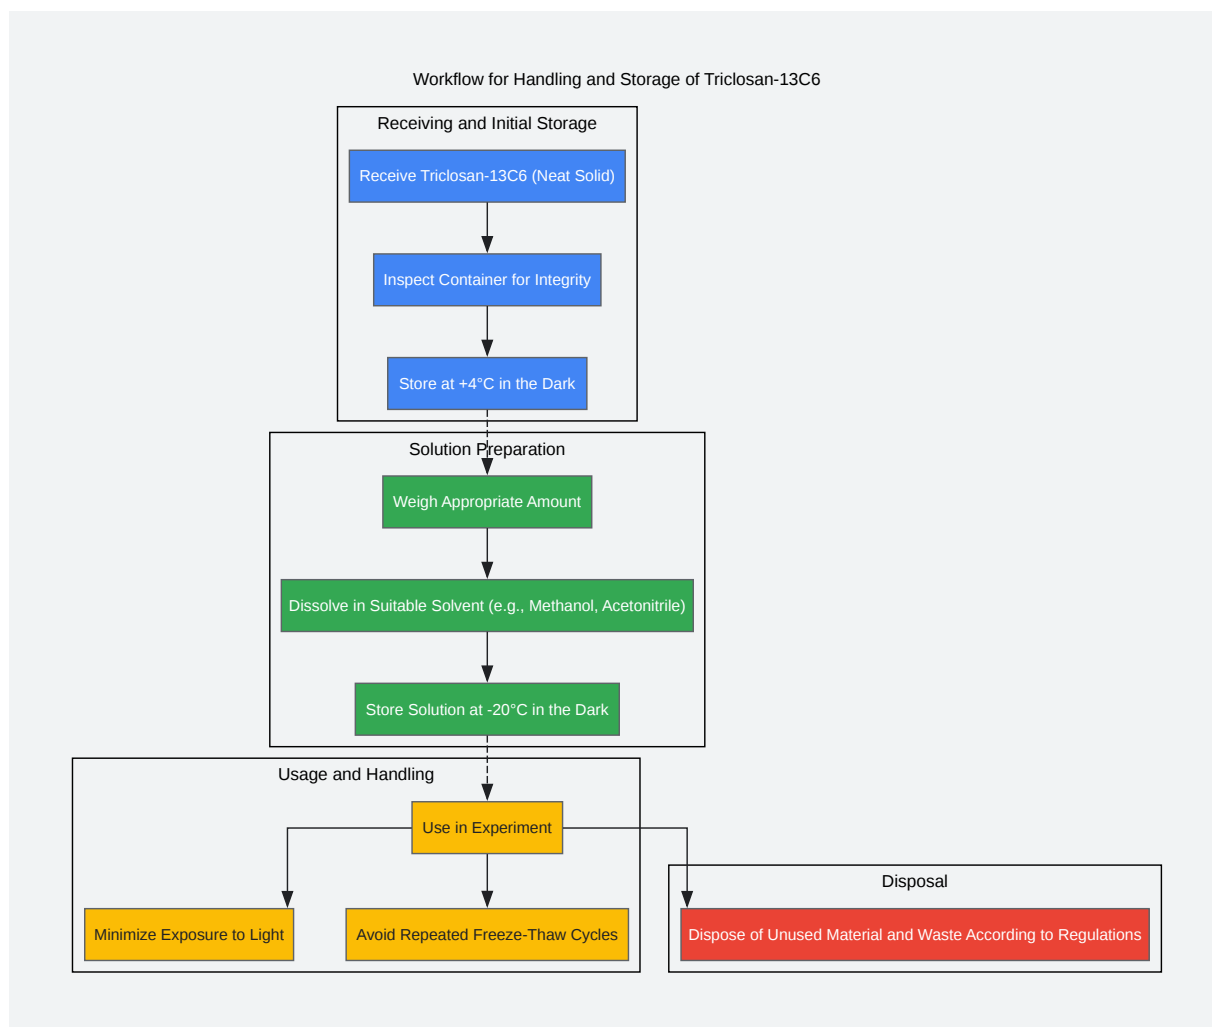 Workflow for Handling and Storage of Triclosan-13C6
Receiving and Initial Storage
Receive Triclosan-13C6 (Neat Solid)
Inspect Container for Integrity
Store at +4°C in the Dark
Solution Preparation
Weigh Appropriate Amount
Dissolve in Suitable Solvent (e.g., Methanol, Acetonitrile)
Store Solution at -20°C in the Dark
Usage and Handling
Use in Experiment
Minimize Exposure to Light
Avoid Repeated Freeze-Thaw Cycles
Disposal
Dispose of Unused Material and Waste According to Regulations